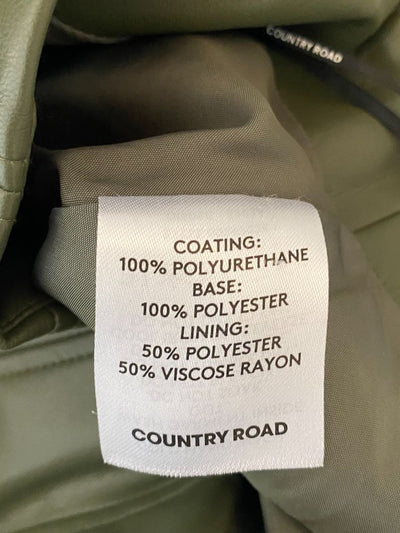 COUNTRY ROAD
COATING:
100% POLYURETHANE
BASE:
100% POLYESTER
LINING:
50% POLYESTER
50% VISCOSE RAYON
COUNTRY ROAD